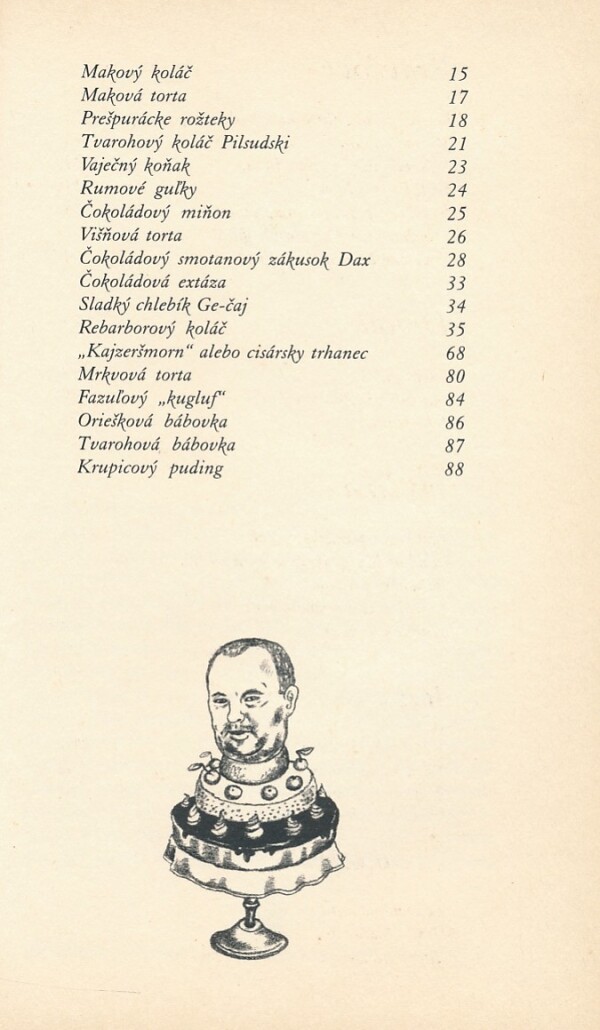 Makový koláč 15
Maková torta 17
Prešpurácke rožteky 18
Tvarohový koláč Pilsudski 21
Vaječný koňak 23
Rumové guľky 24
Čokoládový miňon 25
Višňová torta 26
Čokoládový smotanový zákusok Dax 28
Čokoládová extáza 33
Sladký chlebík Ge-čaj 34
Rebarborový koláč 35
„Kajzeršmorn“ alebo cisársky trhanec 68
Mrkvová torta 80
Fazuľový „kugluf“ 84
Oriešková bábovka 86
Tvarohová bábovka 87
Krupicový puding 88